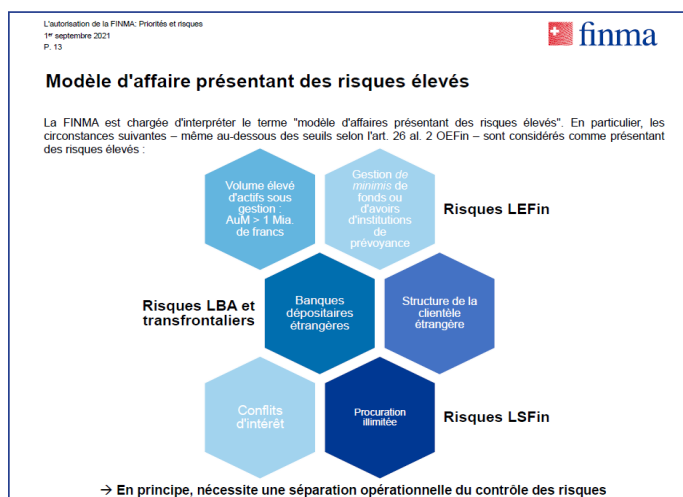 L'autorisation de la FINMA: Priorités et risques
1er septembre 2021
P. 13
finma
Modèle d'affaire présentant des risques élevés
La FINMA est chargée d'interpréter le terme "modèle d'affaires présentant des risques élevés". En particulier, les
circonstances suivantes – même au-dessous des seuils selon l'art. 26 al. 2 OEFin – sont considérés comme présentant
des risques élevés :
Volume élevé
d'actifs sous
gestion :
AuM > 1 Mia.
de francs
Gestion de
minimis de
fonds ou
d'avoirs
d'institutions
de
prévoyance
Risques LEFin
Risques LBA et
transfrontaliers
Banques
dépositaires
étrangères
Structure de la
clientèle
étrangère
Conflits
d'intérêt
Procuration
illimitée
Risques LSFin
→ En principe, nécessite une séparation opérationnelle du contrôle des risques